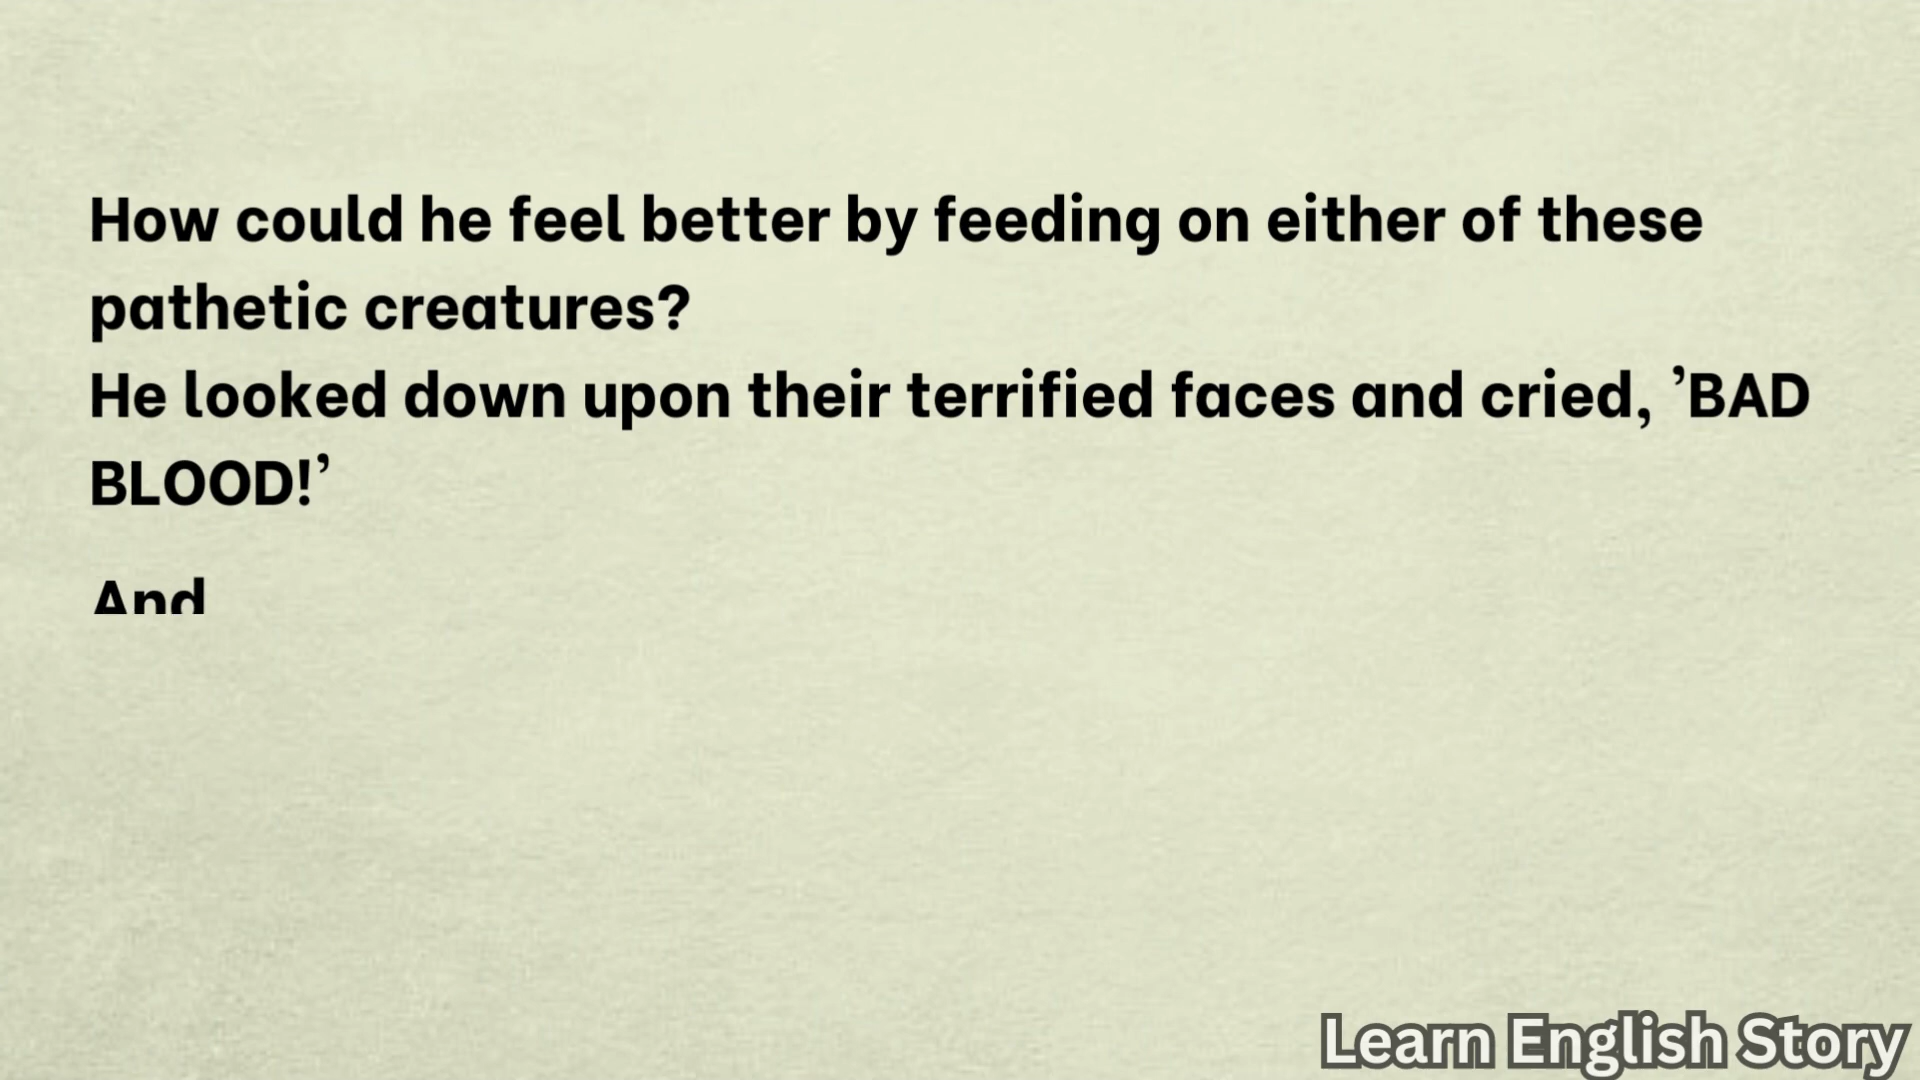 How could he feel better by feeding on either of these
pathetic creatures?
He looked down upon their terrified faces and cried, ’BAD
BLOOD!’
And
Learn English Story